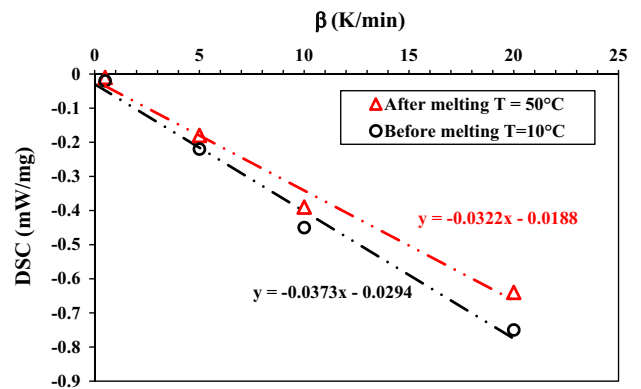 β (K/min)
0 5 10 15 20 25
0
-0.1
-0.2
-0.3
-0.4
-0.5
-0.6
-0.7
-0.8
-0.9
DSC (mW/mg)
After melting T = 50°C
Before melting T=10°C
y = -0.0322x - 0.0188
y = -0.0373x - 0.0294